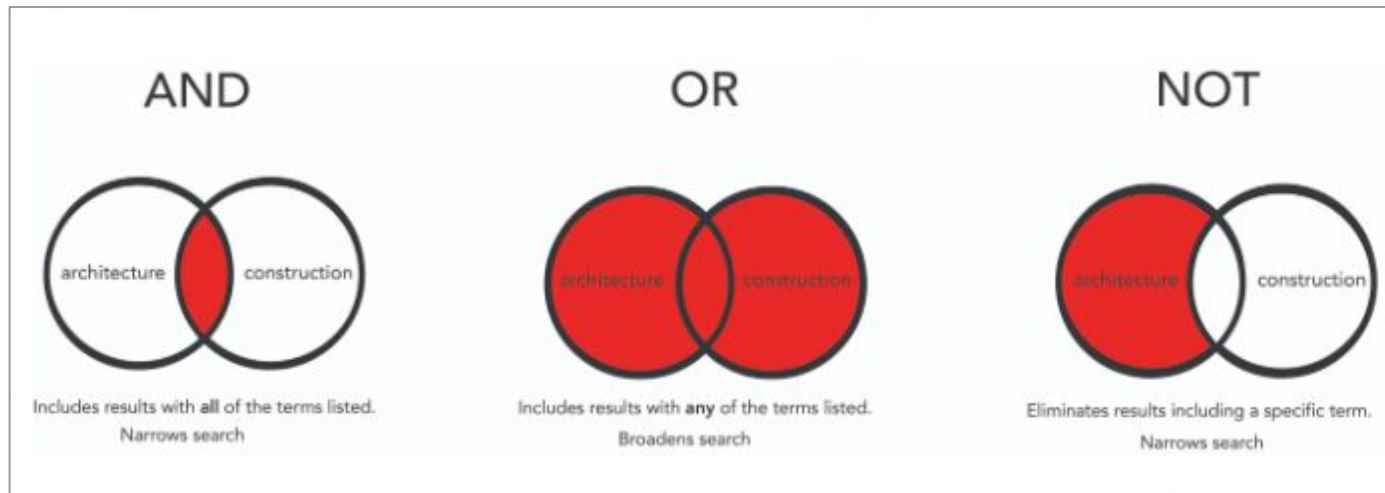 AND
architecture
construction
Includes results with all of the terms listed.
Narrows search
OR
architecture
construction
Includes results with any of the terms listed.
Broadens search
NOT
architecture
construction
Eliminates results including a specific term.
Narrows search